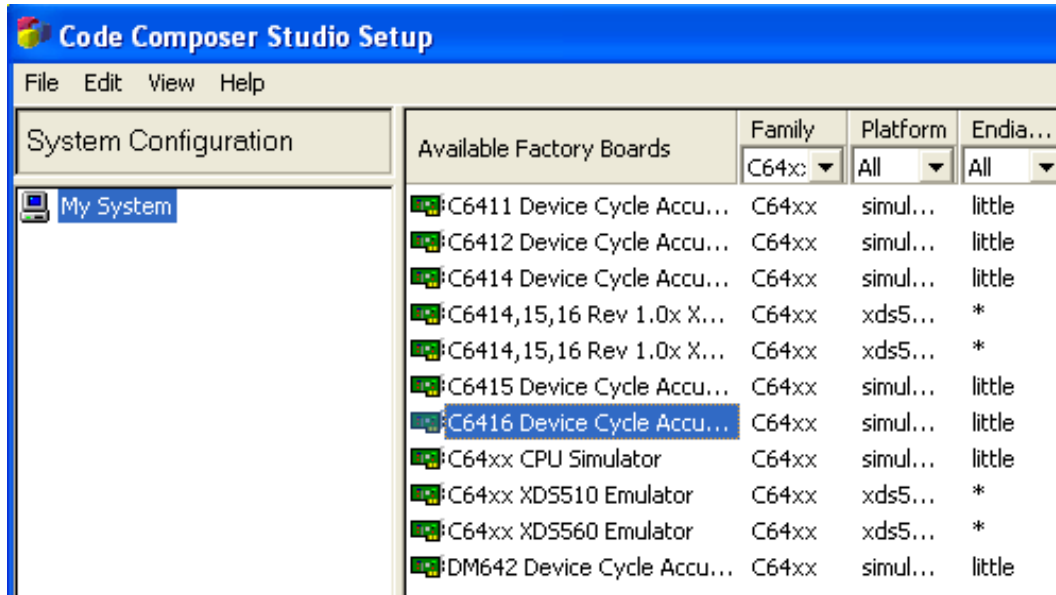 Code Composer Studio Setup
File Edit View Help
System Configuration
Available Factory Boards Family Platform Endia...
C64x All All
My System
C6411 Device Cycle Accu... C64xx simul... little
C6412 Device Cycle Accu... C64xx simul... little
C6414 Device Cycle Accu... C64xx simul... little
C6414,15,16 Rev 1.0x X... C64xx xds5... *
C6414,15,16 Rev 1.0x X... C64xx xds5... *
C6415 Device Cycle Accu... C64xx simul... little
C6416 Device Cycle Accu... C64xx simul... little
C64xx CPU Simulator C64xx simul... little
C64xx XDS510 Emulator C64xx xds5... *
C64xx XDS560 Emulator C64xx xds5... *
DM642 Device Cycle Accu... C64xx simul... little